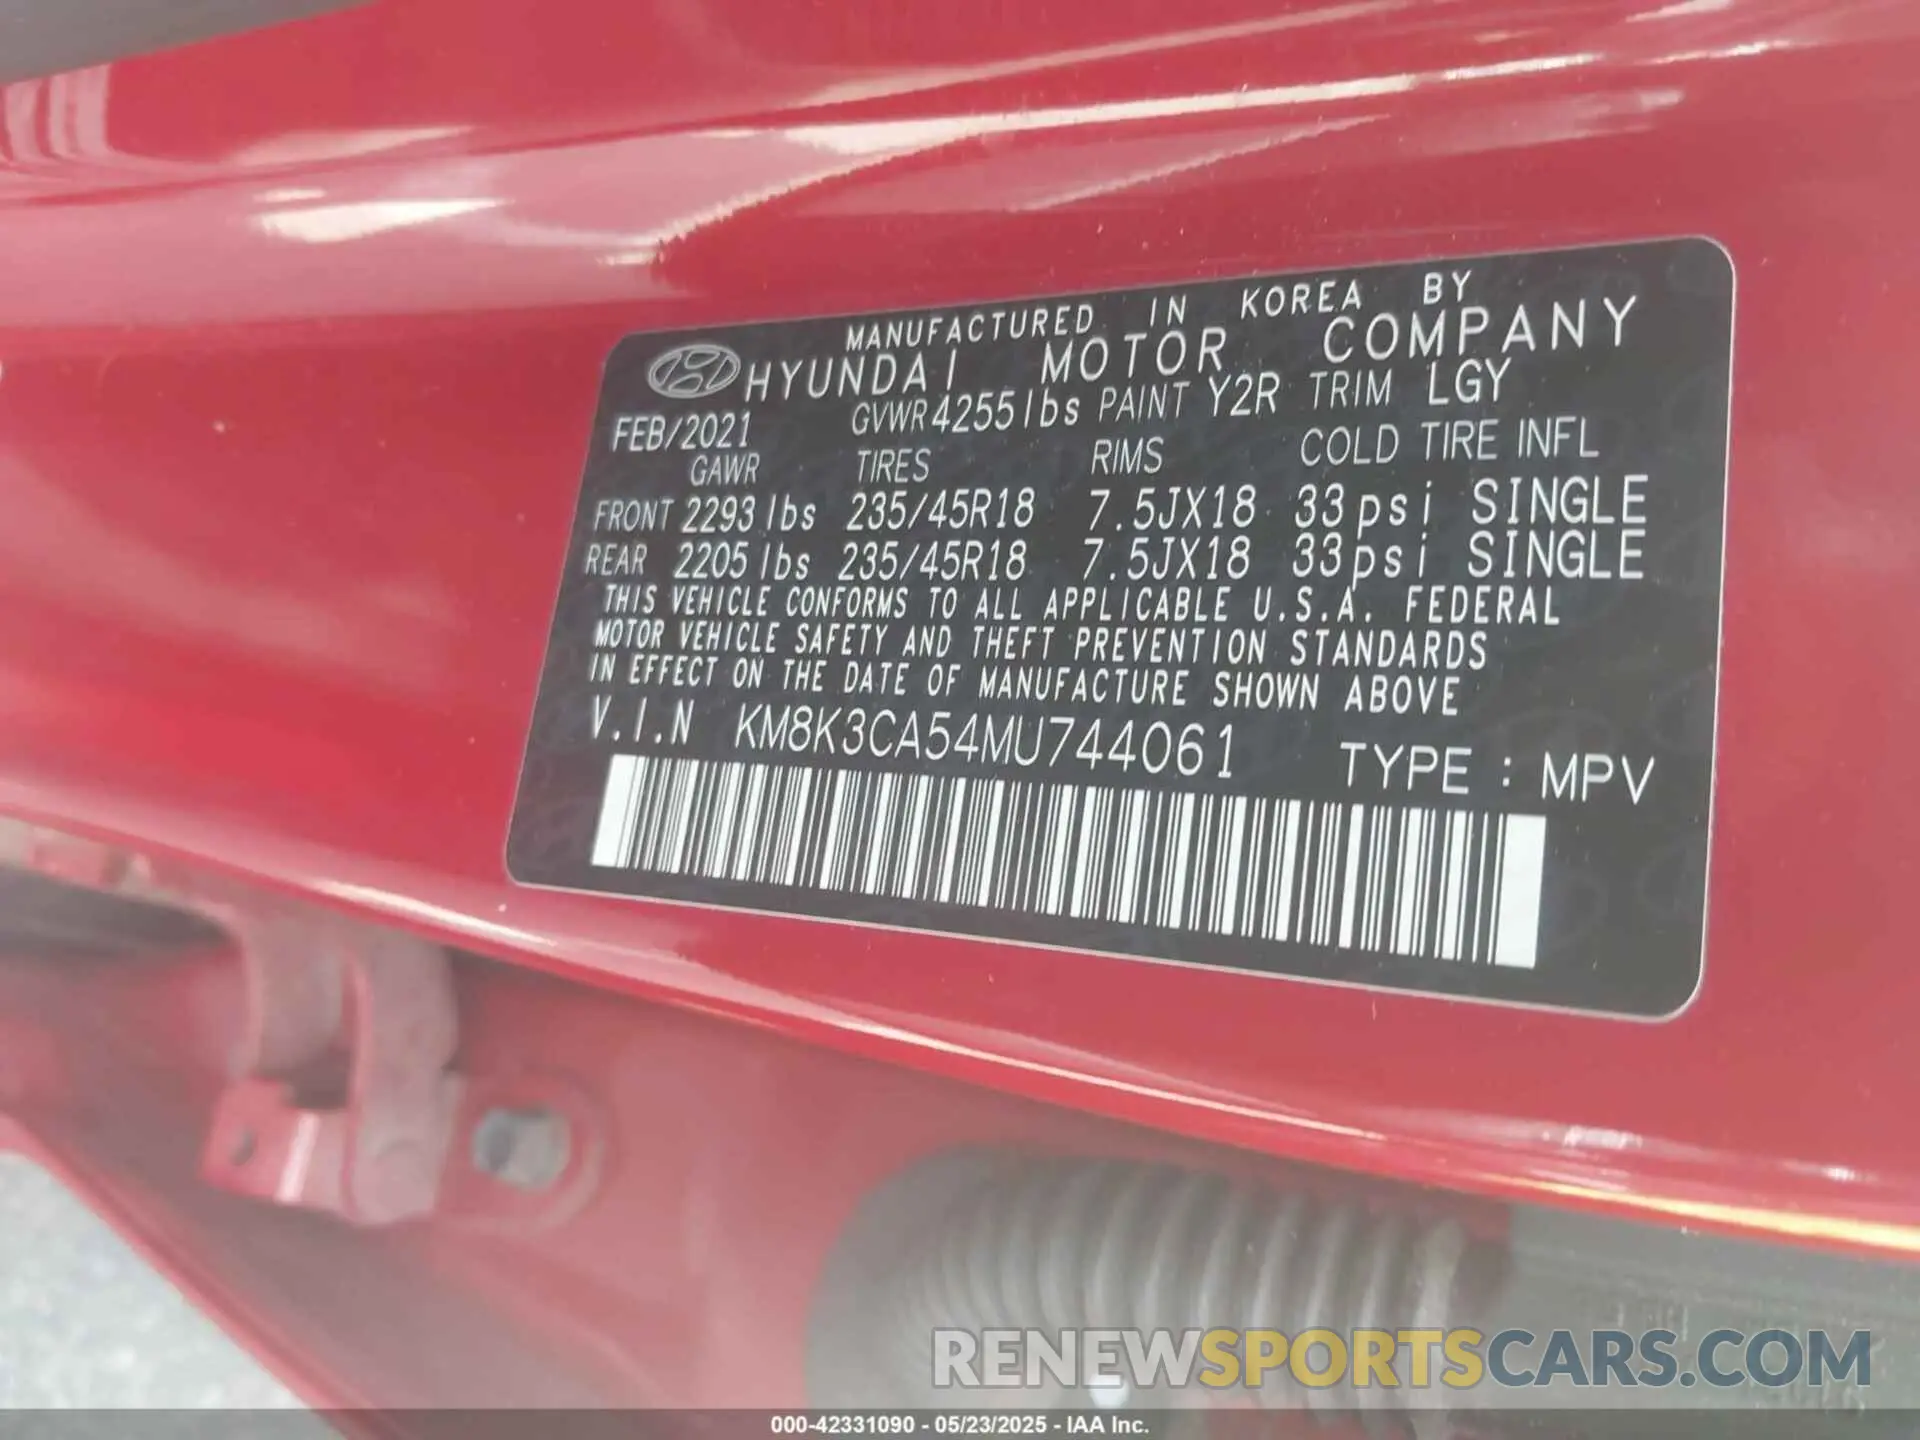 MANUFACTURED IN KOREA BY
HYUNDAI MOTOR COMPANY
FEB/2021 GVWR 4255lbs PAINT Y2R TRIM LGY
GAWR TIRES RIMS COLD TIRE INFL
FRONT 2293lbs 235/45R18 7.5JX18 33psi SINGLE
REAR 2205lbs 235/45R18 7.5JX18 33psi SINGLE
THIS VEHICLE CONFORMS TO ALL APPLICABLE U.S.A. FEDERAL
MOTOR VEHICLE SAFETY AND THEFT PREVENTION STANDARDS
IN EFFECT ON THE DATE OF MANUFACTURE SHOWN ABOVE
V.I.N KM8K3CA54MU744061 TYPE : MPV
RENEWSPORTSCARS.COM
000-42331090 - 05/23/2025 - IAA Inc.